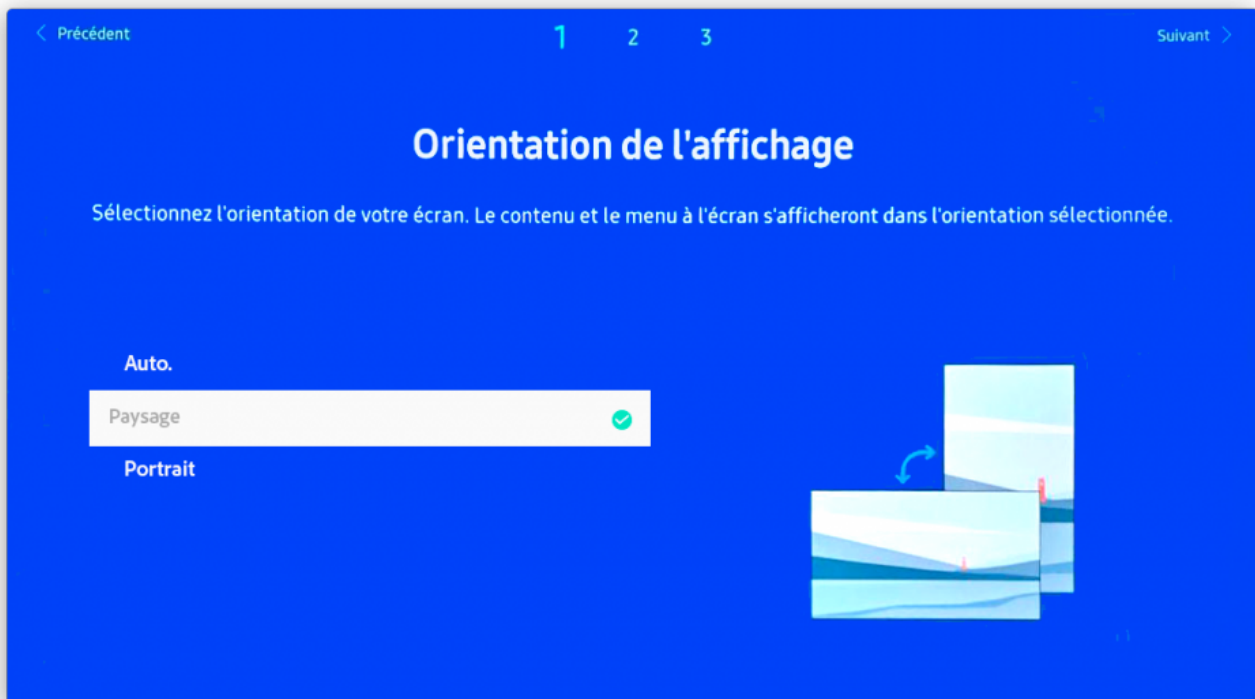 Précédent
1 2 3
Suivant
Orientation de l'affichage
Sélectionnez l'orientation de votre écran. Le contenu et le menu à l'écran s'afficheront dans l'orientation sélectionnée.
Auto.
Paysage
Portrait